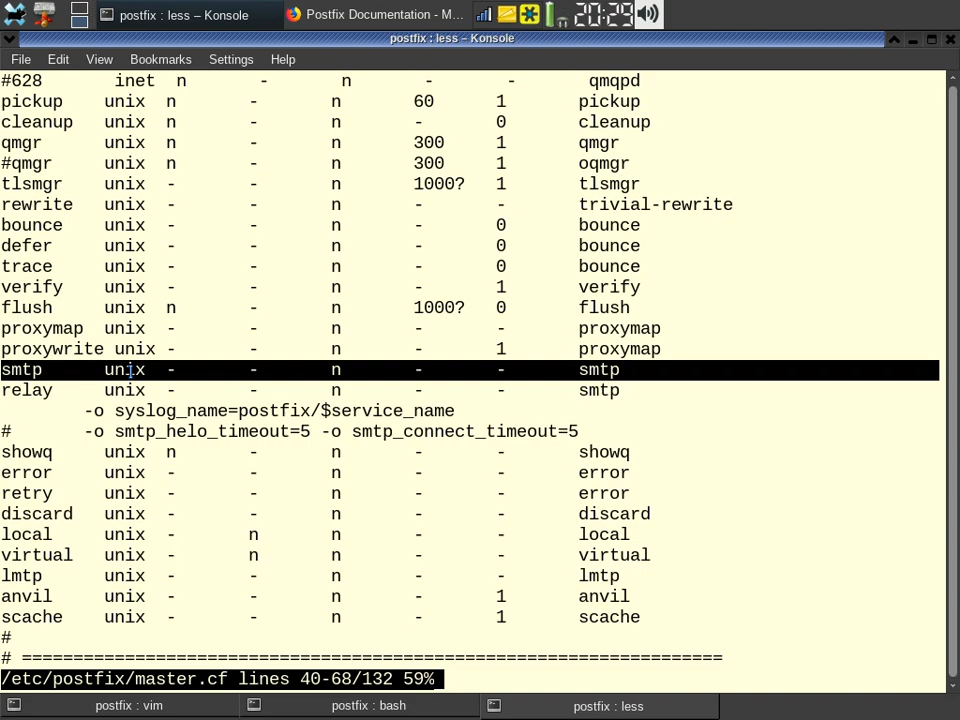 postfix : less – Konsole
Postfix Documentation - M...
20:29
postfix : less – Konsole
File Edit View Bookmarks Settings Help
#628       inet  n       -       n       -       -       qmqpd
pickup    unix  n       -       n       60      1       pickup
cleanup   unix  n       -       n       -       0       cleanup
qmgr      unix  n       -       n       300     1       qmgr
#qmgr     unix  n       -       n       300     1       oqmgr
tlsmgr    unix  -       -       n       1000?   1       tlsmgr
rewrite   unix  -       -       n       -       -       trivial-rewrite
bounce    unix  -       -       n       -       0       bounce
defer     unix  -       -       n       -       0       bounce
trace     unix  -       -       n       -       0       bounce
verify    unix  -       -       n       -       1       verify
flush     unix  n       -       n       1000?   0       flush
proxymap  unix  -       -       n       -       -       proxymap
proxywrite unix -       -       n       -       1       proxymap
smtp      unix  -       -       n       -       -       smtp
relay     unix  -       -       n       -       -       smtp
        -o syslog_name=postfix/$service_name
#       -o smtp_helo_timeout=5 -o smtp_connect_timeout=5
showq     unix  n       -       n       -       -       showq
error     unix  -       -       n       -       -       error
retry     unix  -       -       n       -       -       error
discard   unix  -       -       n       -       -       discard
local     unix  -       n       n       -       -       local
virtual   unix  -       n       n       -       -       virtual
lmtp      unix  -       -       n       -       -       lmtp
anvil     unix  -       -       n       -       1       anvil
scache    unix  -       -       n       -       1       scache
#
# ====================================================================
/etc/postfix/master.cf lines 40-68/132 59%
postfix : vim
postfix : bash
postfix : less